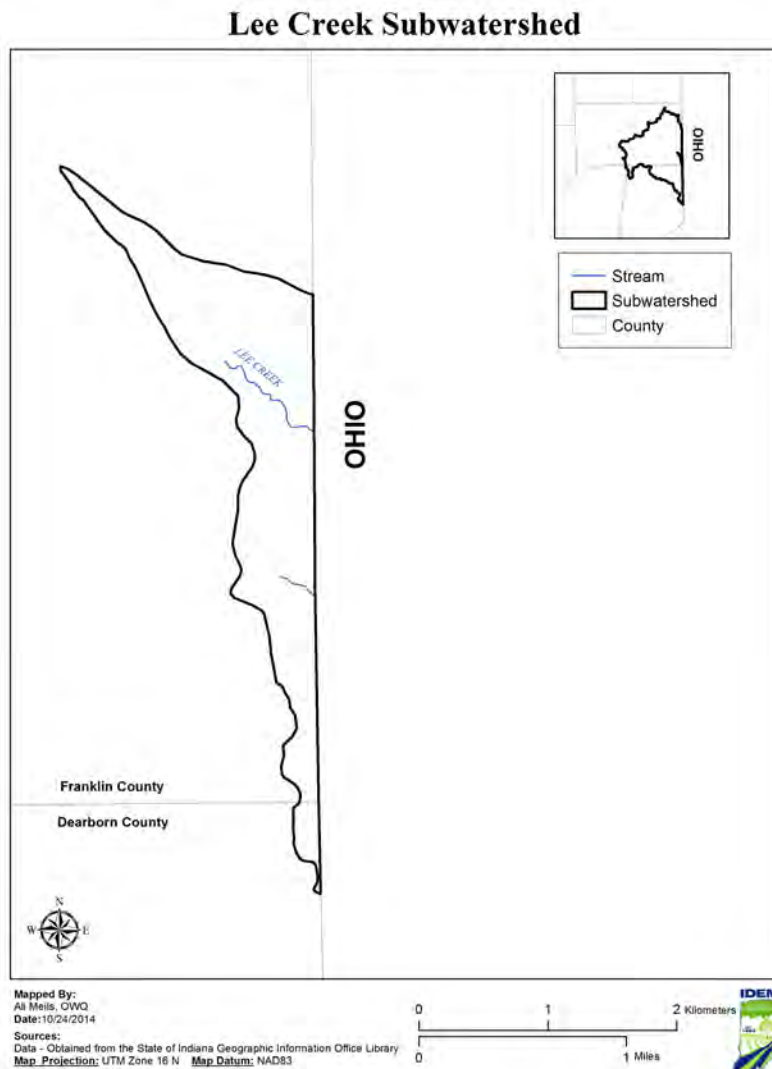 Lee Creek Subwatershed
OHIO
Stream
Subwatershed
County
LEE CREEK
OHIO
Franklin County
Dearborn County
N
W E
S
Mapped By:
Ali Meils, OWQ
Date:10/24/2014
Sources:
Data - Obtained from the State of Indiana Geographic Information Office Library
Map Projection: UTM Zone 16 N Map Datum: NAD83
0 1 2 Kilometers
0 1 Miles
IDEM